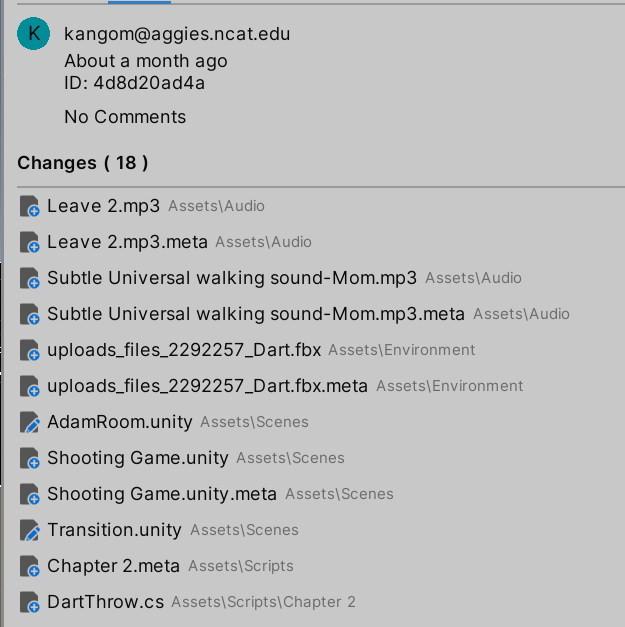 K kangom@aggies.ncat.edu
About a month ago
ID: 4d8d20ad4a
No Comments
Changes ( 18 )
Leave 2.mp3 Assets\Audio
Leave 2.mp3.meta Assets\Audio
Subtle Universal walking sound-Mom.mp3 Assets\Audio
Subtle Universal walking sound-Mom.mp3.meta Assets\Audio
uploads_files_2292257_Dart.fbx Assets\Environment
uploads_files_2292257_Dart.fbx.meta Assets\Environment
AdamRoom.unity Assets\Scenes
Shooting Game.unity Assets\Scenes
Shooting Game.unity.meta Assets\Scenes
Transition.unity Assets\Scenes
Chapter 2.meta Assets\Scripts
DartThrow.cs Assets\Scripts\Chapter 2